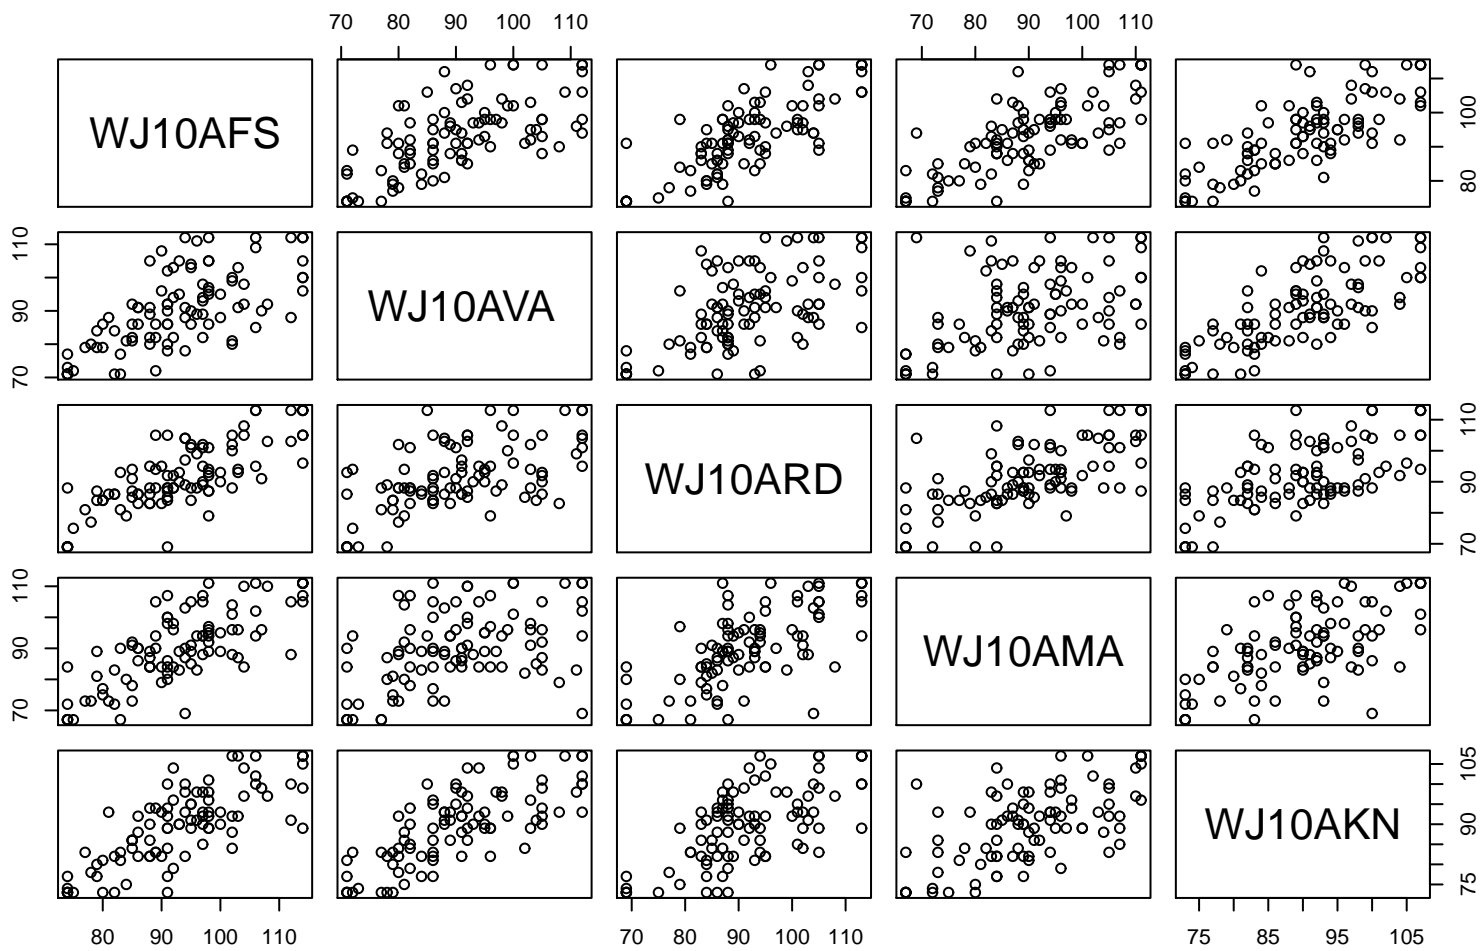 70 80 90 100 110 70 80 90 100 110
WJ10AFS 80 100
70 90 110 WJ10AVA
WJ10ARD 70 90 110
70 90 110 WJ10AMA
WJ10AKN 75 90 105
80 90 100 110 70 80 90 100 110 75 85 95 105